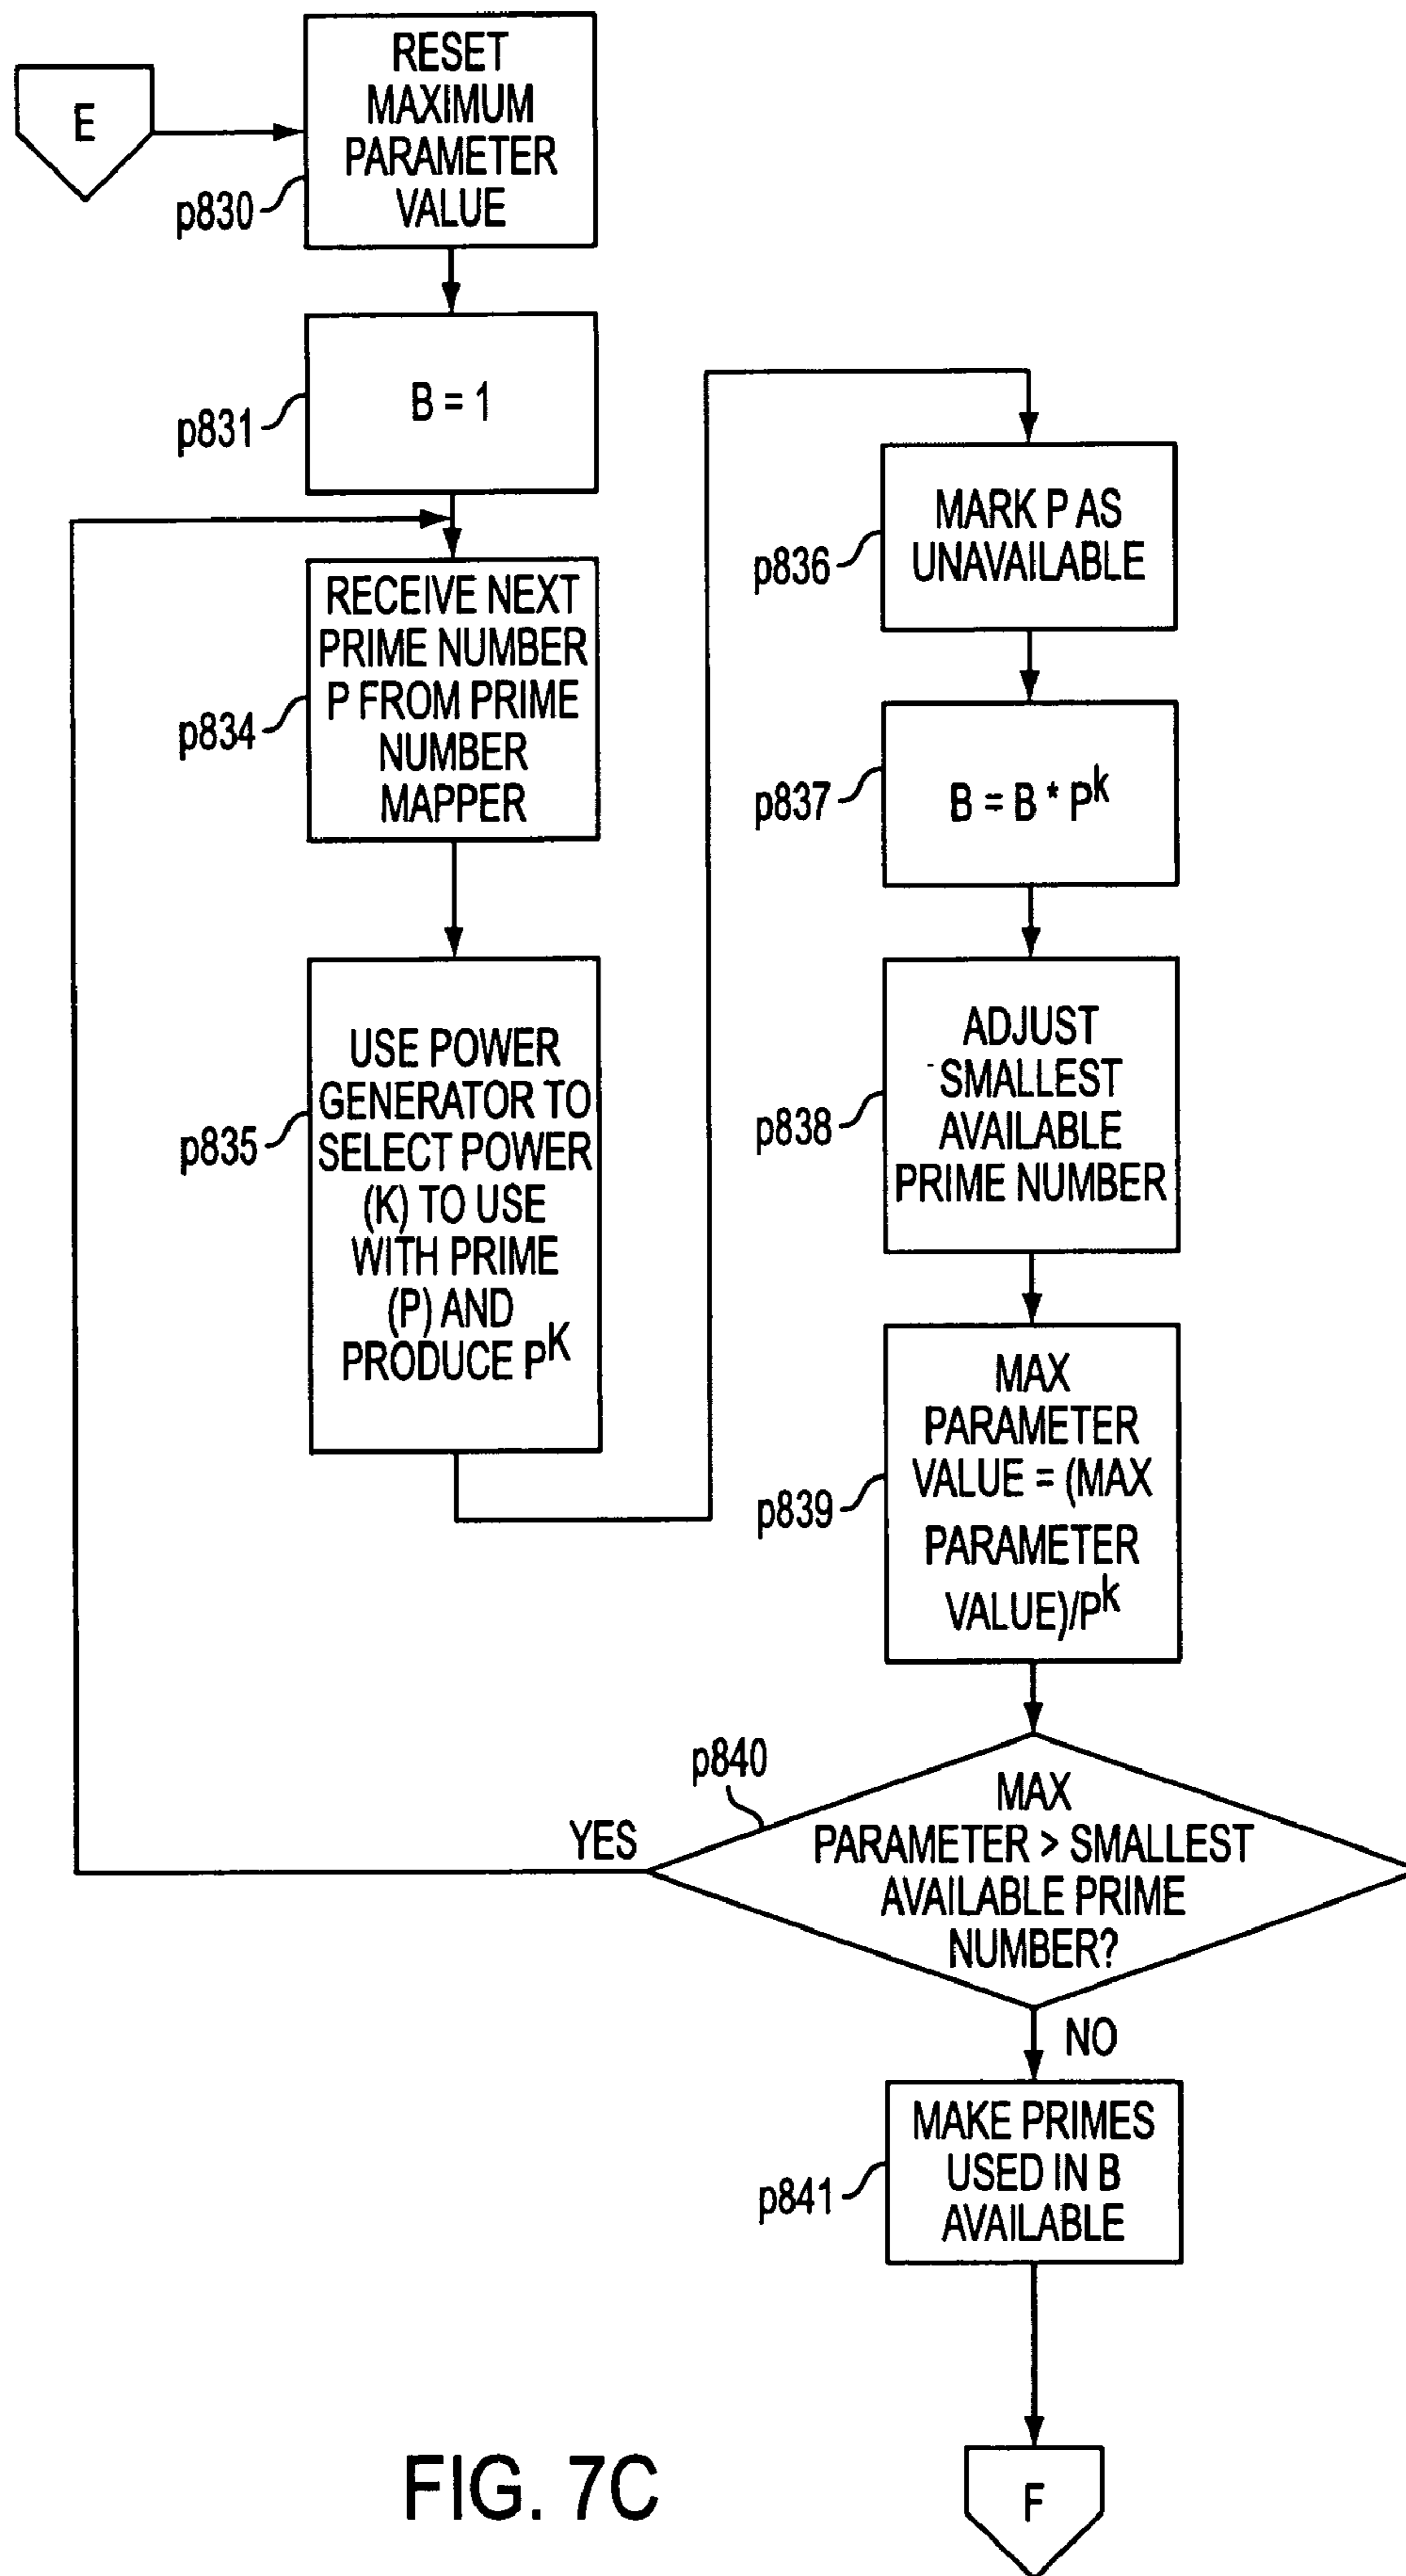 E
RESET
MAXIMUM
PARAMETER
VALUE
p830
B = 1
p831
RECEIVE NEXT
PRIME NUMBER
P FROM PRIME
NUMBER
MAPPER
p834
USE POWER
GENERATOR TO
SELECT POWER
(K) TO USE
WITH PRIME
(P) AND
PRODUCE P^K
p835
MARK P AS
UNAVAILABLE
p836
B = B * P^k
p837
ADJUST
SMALLEST
AVAILABLE
PRIME NUMBER
p838
MAX
PARAMETER
VALUE = (MAX
PARAMETER
VALUE)/P^k
p839
p840
MAX
PARAMETER > SMALLEST
AVAILABLE PRIME
NUMBER?
YES
NO
MAKE PRIMES
USED IN B
AVAILABLE
p841
F
FIG. 7C